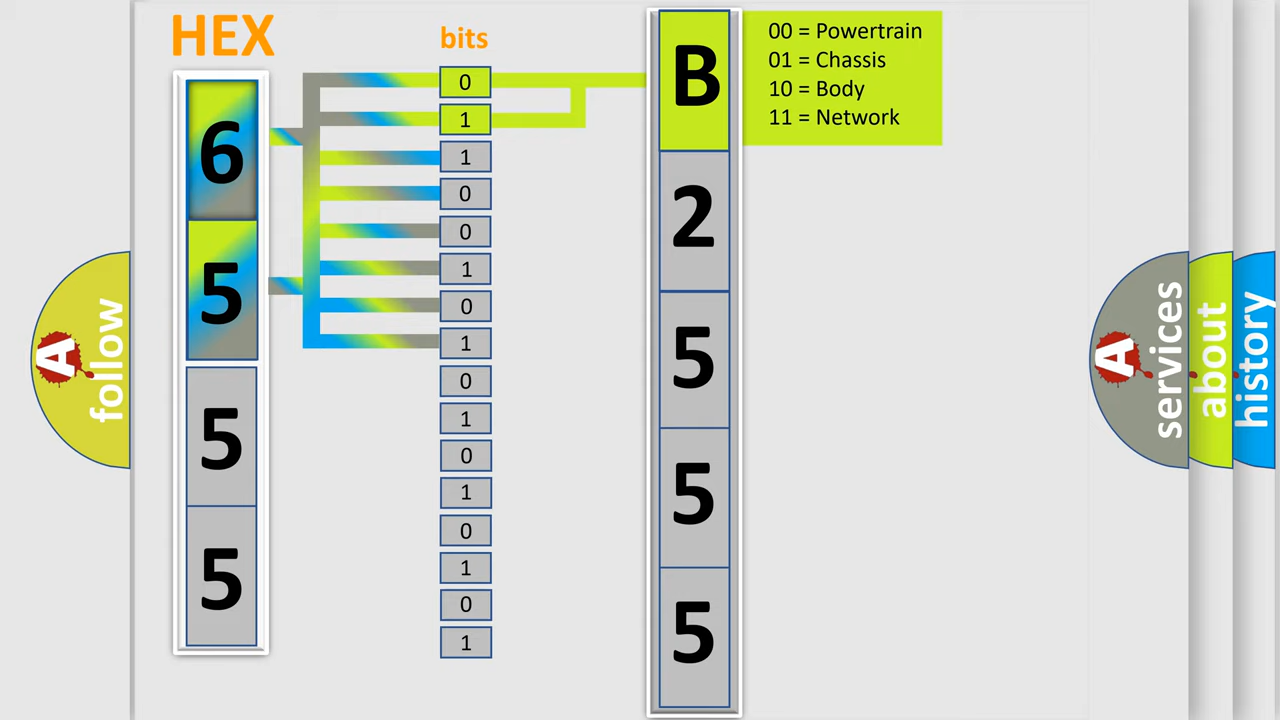 HEX
bits
6
5
5
5
0
1
1
0
0
1
0
1
0
1
0
1
0
1
0
1
B
2
5
5
5
00 = Powertrain
01 = Chassis
10 = Body
11 = Network
A
follow
A
services
about
history